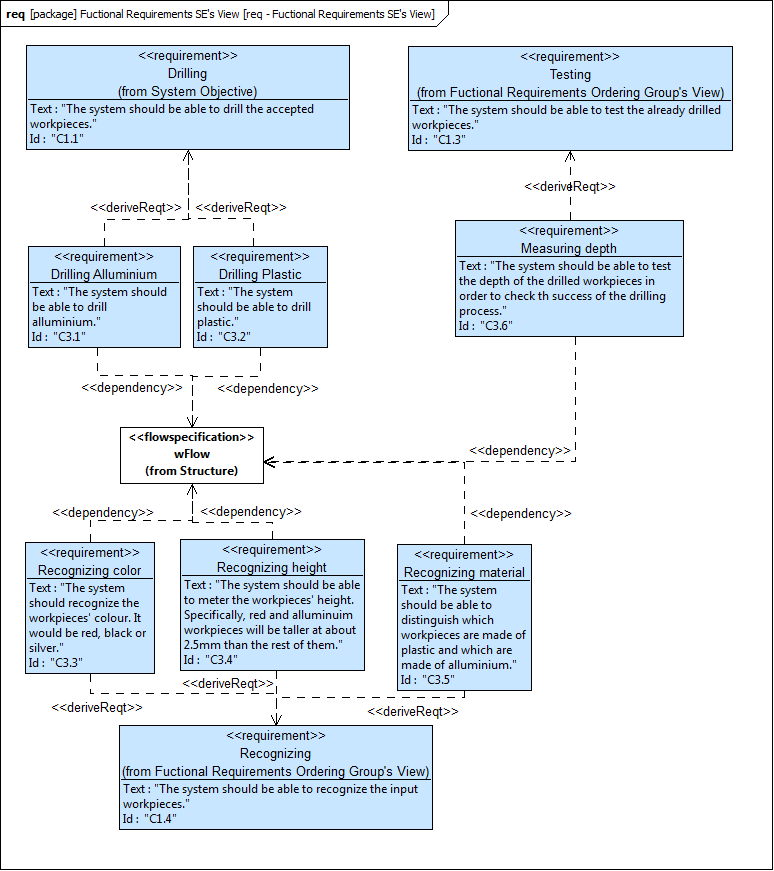 req [package] Fuctional Requirements SE's View [req - Fuctional Requirements SE's View]
<<requirement>>
Drilling
(from System Objective)
Text : "The system should be able to drill the accepted
workpieces."
Id : "C1.1"
<<requirement>>
Testing
(from Fuctional Requirements Ordering Group's View)
Text : "The system should be able to test the already drilled
workpieces."
Id : "C1.3"
<<deriveReqt>>
<<deriveReqt>>
<<deriveReqt>>
<<requirement>>
Drilling Alluminium
Text : "The system should
be able to drill
alluminium."
Id : "C3.1"
<<requirement>>
Drilling Plastic
Text : "The system
should be able to drill
plastic."
Id : "C3.2"
<<requirement>>
Measuring depth
Text : "The system should be able to test
the depth of the drilled workpieces in
order to check th success of the drilling
process."
Id : "C3.6"
<<dependency>>
<<dependency>>
<<flowspecification>>
wFlow
(from Structure)
<<dependency>>
<<dependency>>
<<dependency>>
<<dependency>>
<<requirement>>
Recognizing color
Text : "The system
should recognize the
workpieces' colour. It
would be red, black or
silver."
Id : "C3.3"
<<requirement>>
Recognizing height
Text : "The system should be able
to meter the workpieces' height.
Specifically, red and alluminuim
workpieces will be taller at about
2.5mm than the rest of them."
Id : "C3.4"
<<requirement>>
Recognizing material
Text : "The system
should be able to
distinguish which
workpieces are made of
plastic and which are
made of alluminium."
Id : "C3.5"
<<deriveReqt>>
<<deriveReqt>>
<<deriveReqt>>
<<requirement>>
Recognizing
(from Fuctional Requirements Ordering Group's View)
Text : "The system should be able to recognize the input
workpieces."
Id : "C1.4"